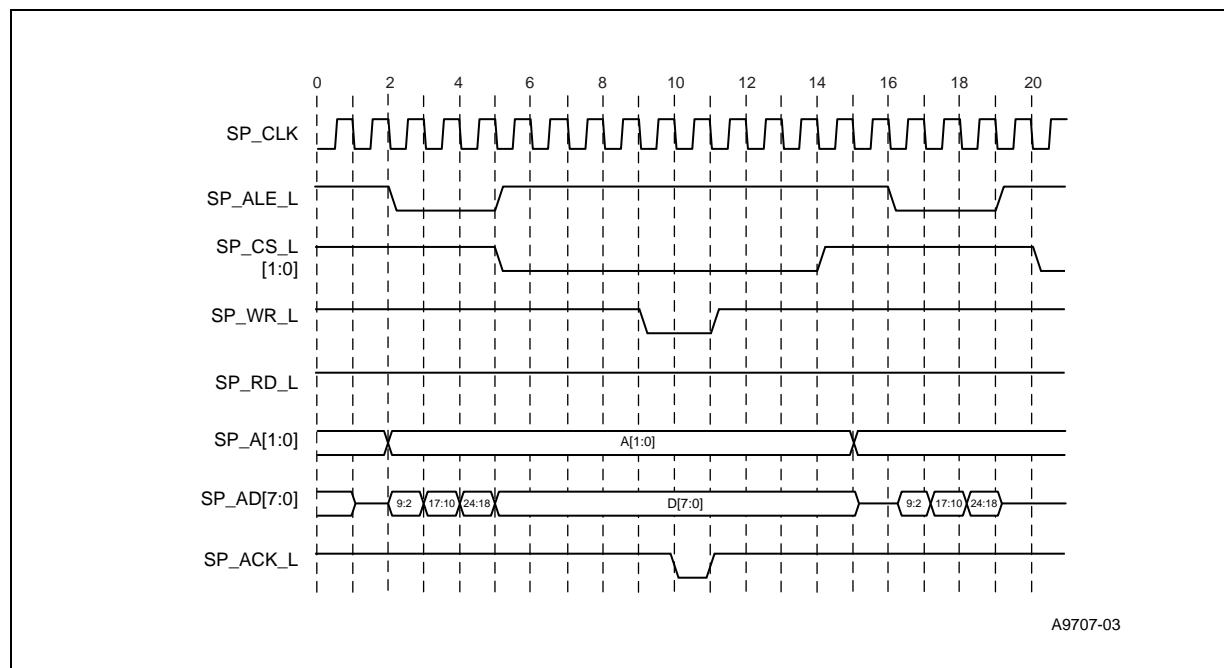 0 2 4 6 8 10 12 14 16 18 20
SP_CLK
SP_ALE_L
SP_CS_L
[1:0]
SP_WR_L
SP_RD_L
SP_A[1:0] A[1:0]
SP_AD[7:0] 9:2 17:10 24:18 D[7:0] 9:2 17:10 24:18
SP_ACK_L
A9707-03